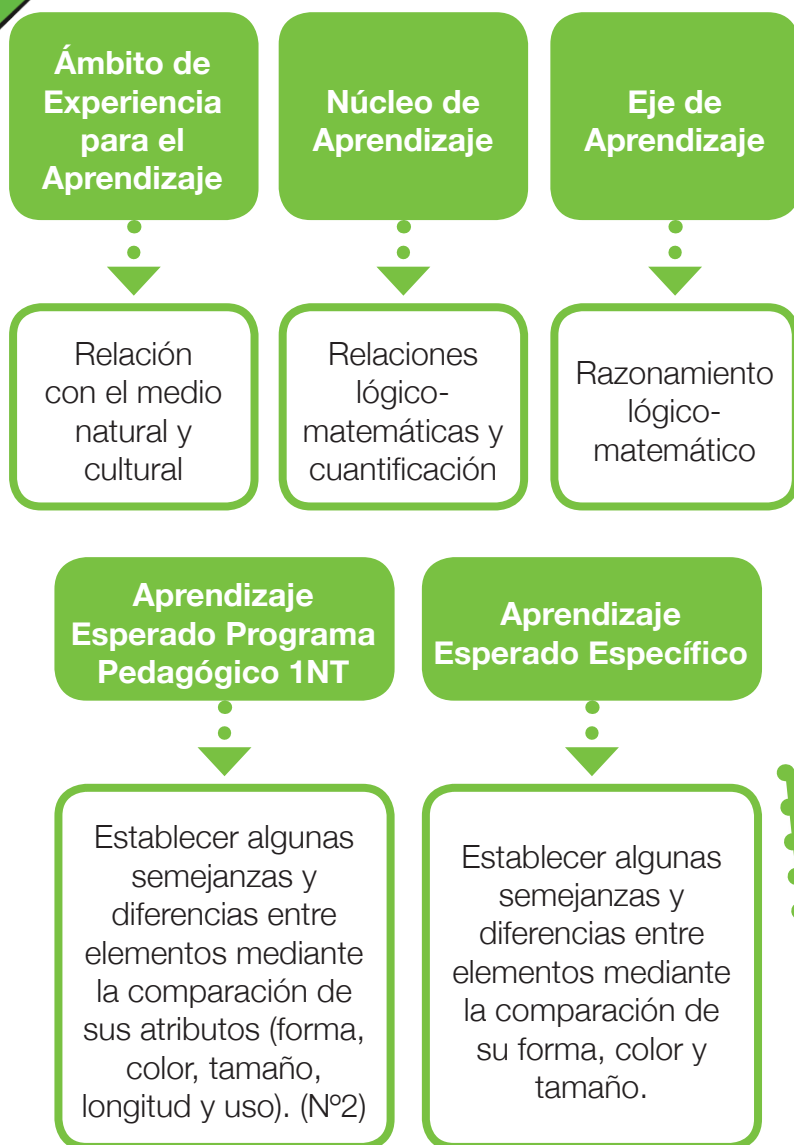 Ámbito de
Experiencia
para el
Aprendizaje
Núcleo de
Aprendizaje
Eje de
Aprendizaje
Relación
con el medio
natural y
cultural
Relaciones
lógico-
matemáticas y
cuantificación
Razonamiento
lógico-
matemático
Aprendizaje
Esperado Programa
Pedagógico 1NT
Aprendizaje
Esperado Específico
Establecer algunas
semejanzas y
diferencias entre
elementos mediante
la comparación de
sus atributos (forma,
color, tamaño,
longitud y uso). (Nº2)
Establecer algunas
semejanzas y
diferencias entre
elementos mediante
la comparación de
su forma, color y
tamaño.